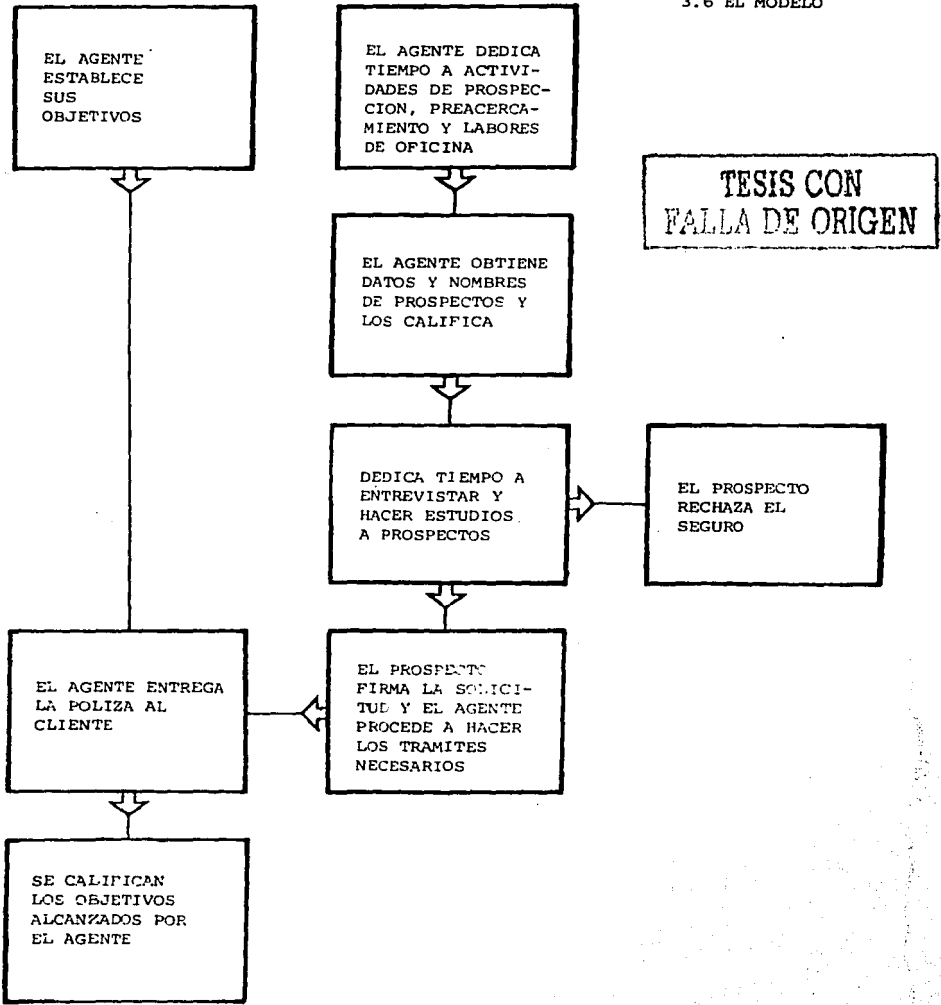 3.6 EL MODELO
EL AGENTE
ESTABLECE
SUS
OBJETIVOS
EL AGENTE DEDICA
TIEMPO A ACTIVI-
DADES DE PROSPEC-
CION, PREACERCA-
MIENTO Y LABORES
DE OFICINA
TESIS CON
FALLA DE ORIGEN
EL AGENTE OBTIENE
DATOS Y NOMBRES
DE PROSPECTOS Y
LOS CALIFICA
DEDICA TIEMPO A
ENTREVISTAR Y
HACER ESTUDIOS
A PROSPECTOS
EL PROSPECTO
RECHAZA EL
SEGURO
EL AGENTE ENTREGA
LA POLIZA AL
CLIENTE
EL PROSPECTO
FIRMA LA SOLICI-
TUD Y EL AGENTE
PROCEDE A HACER
LOS TRAMITES
NECESARIOS
SE CALIFICAN
LOS OBJETIVOS
ALCANZADOS POR
EL AGENTE